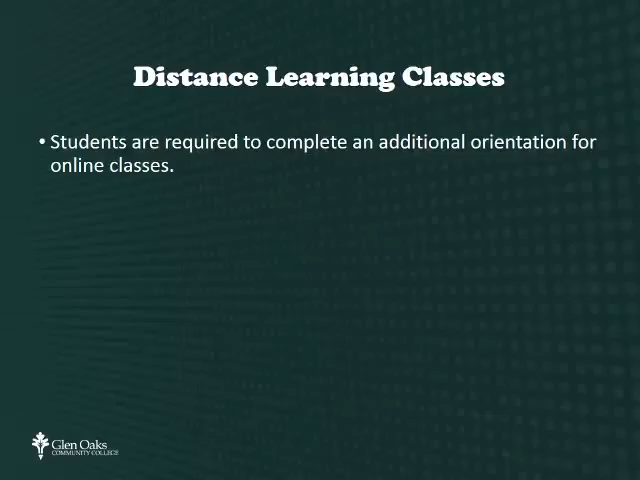 Distance Learning Classes
• Students are required to complete an additional orientation for
online classes.
Glen Oaks
COMMUNITY COLLEGE